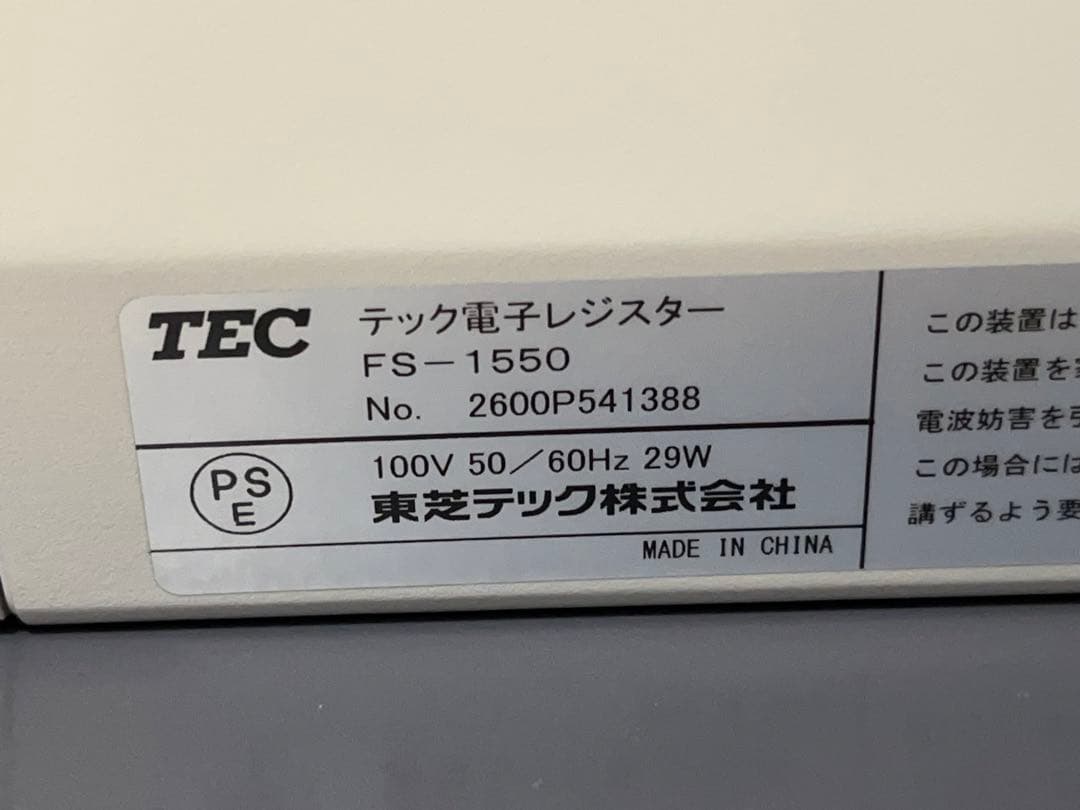 TEC
テック電子レジスター
FS-1550
No. 2600P541388
PSE
100V 50/60Hz 29W
東芝テック株式会社
MADE IN CHINA
この装置は
この装置を
電波妨害を引
この場合には
講ずるよう要